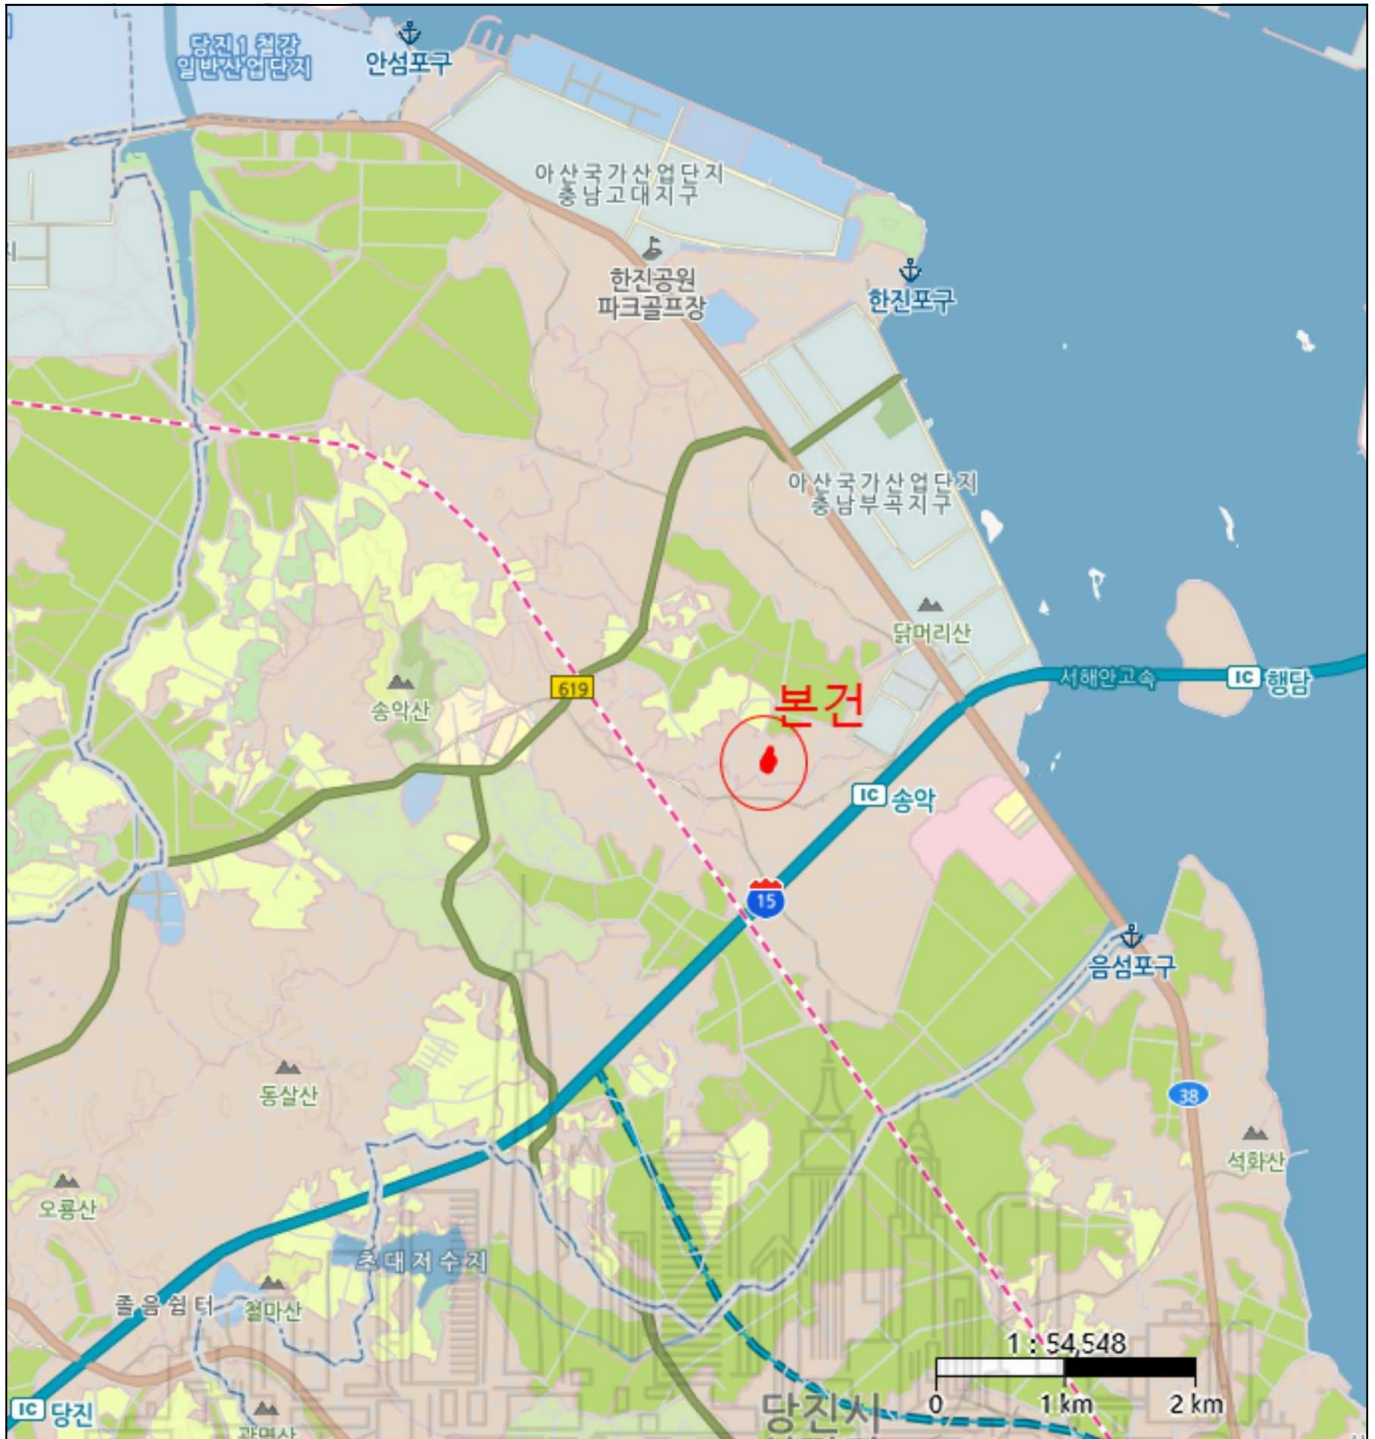 당진1 철강
일반산업단지
안섬포구
아산국가산업단지
충남고대지구
한진공원
파크골프장
한진포구
아산국가산업단지
충남부곡지구
닭머리산
서해안고속
IC 행담
619
송악산
본건
IC 송악
15
음섬포구
동살산
38
석화산
오룡산
초대저수지
졸음쉼터
철마산
1 : 54,548
0 1 km 2 km
IC 당진
당진시